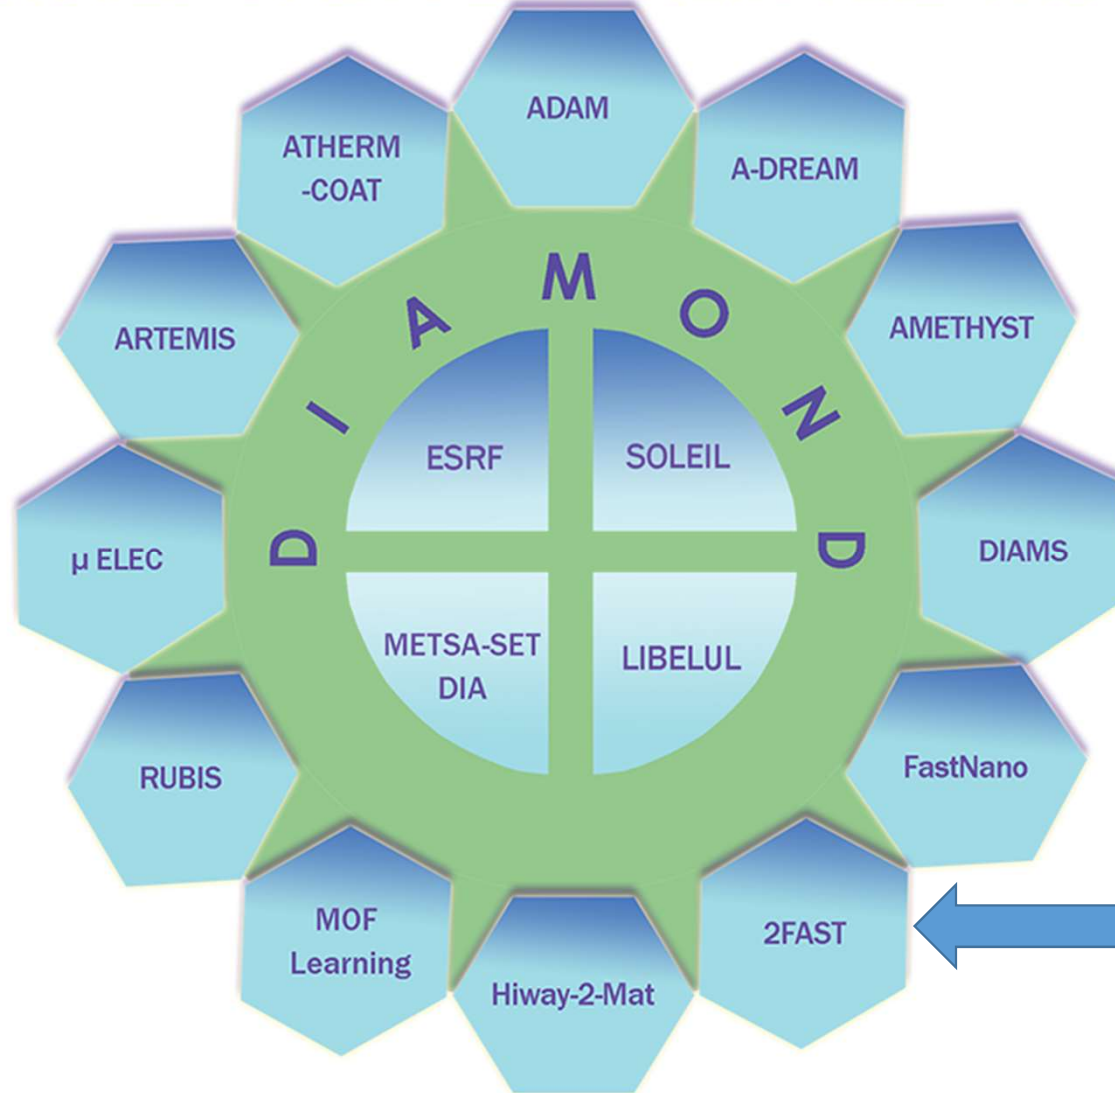 ADAM
ATHERM
-COAT
A-DREAM
ARTEMIS
AMETHYST
DIAMOND
ESRF
SOLEIL
µ ELEC
DIAMS
METSA-SET
DIA
LIBELUL
RUBIS
FastNano
MOF
Learning
2FAST
Hiway-2-Mat